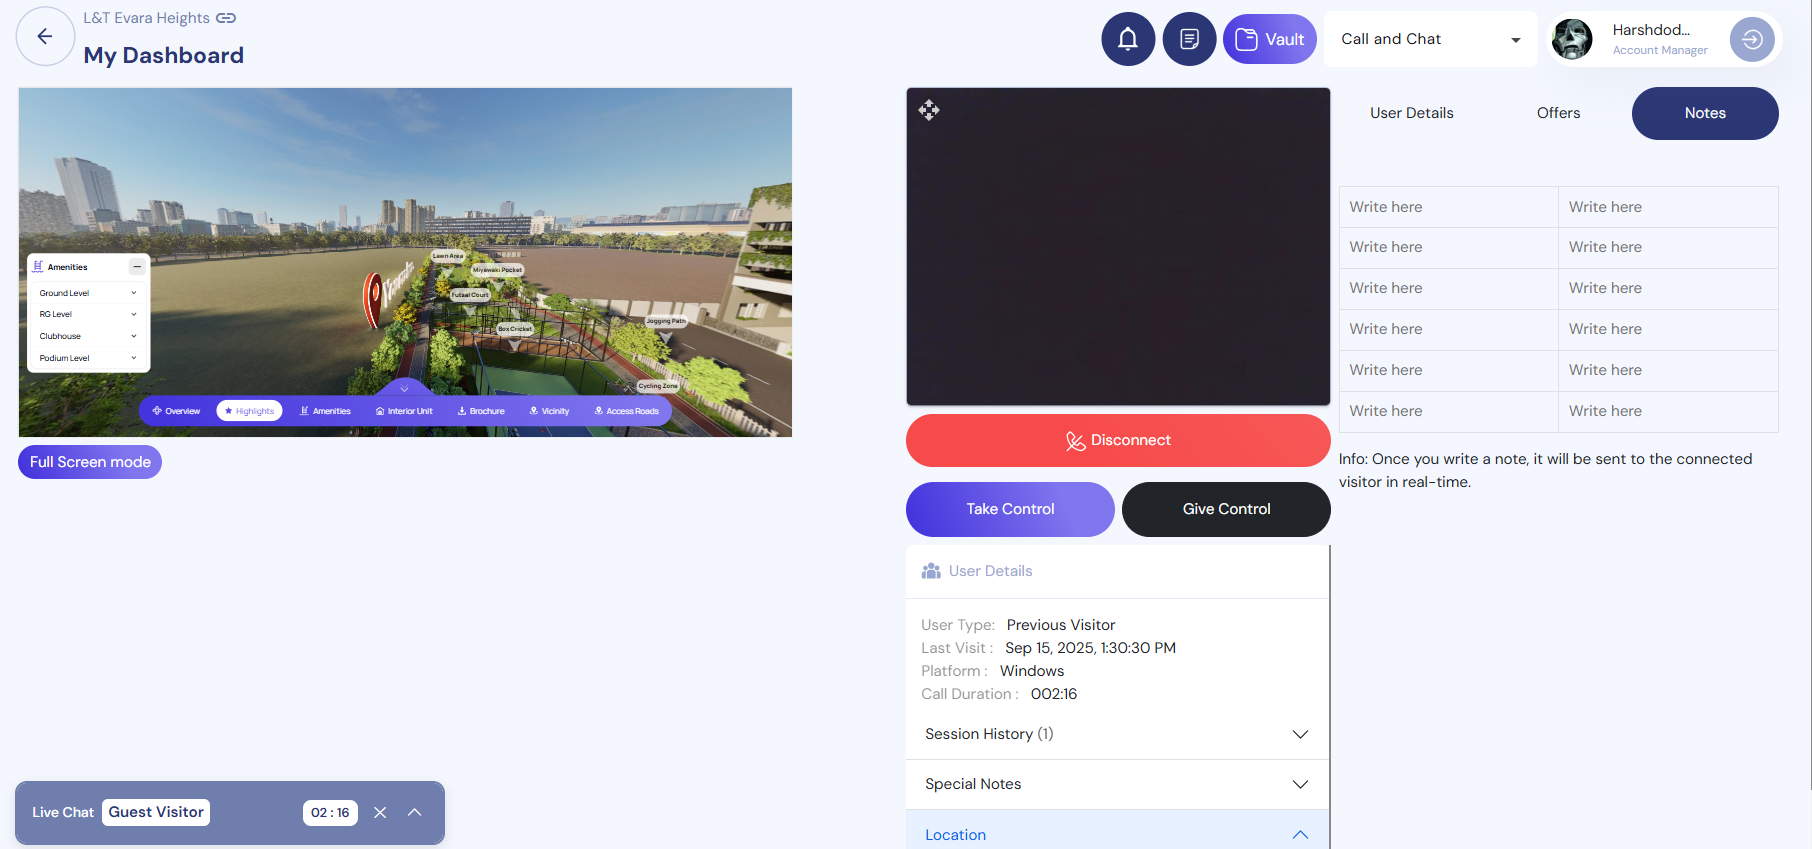 L&T Evara Heights
My Dashboard
Vault
Call and Chat
Harshdod...
Account Manager
Amenities
Ground Level
RG Level
Clubhouse
Podium Level
Lawn Area
Miyawaki Pocket
Futsal Court
Box Cricket
Jogging Path
Cycling Zone
Overview
Highlights
Amenities
Interior Unit
Brochure
Vicinity
Access Roads
Full Screen mode
Disconnect
Take Control
Give Control
User Details
User Type: Previous Visitor
Last Visit : Sep 15, 2025, 1:30:30 PM
Platform : Windows
Call Duration : 002:16
Session History (1)
Special Notes
Location
User Details
Offers
Notes
Write here Write here
Write here Write here
Write here Write here
Write here Write here
Write here Write here
Write here Write here
Info: Once you write a note, it will be sent to the connected
visitor in real-time.
Live Chat Guest Visitor 02 : 16